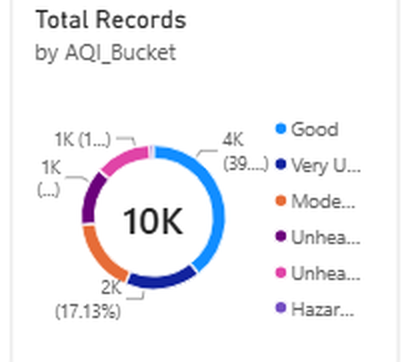 Total Records
by AQI_Bucket
1K (1...)
4K
(39....)
1K
(...)
10K
2K
(17.13%)
Good
Very U...
Mode...
Unhea...
Unhea...
Hazar...